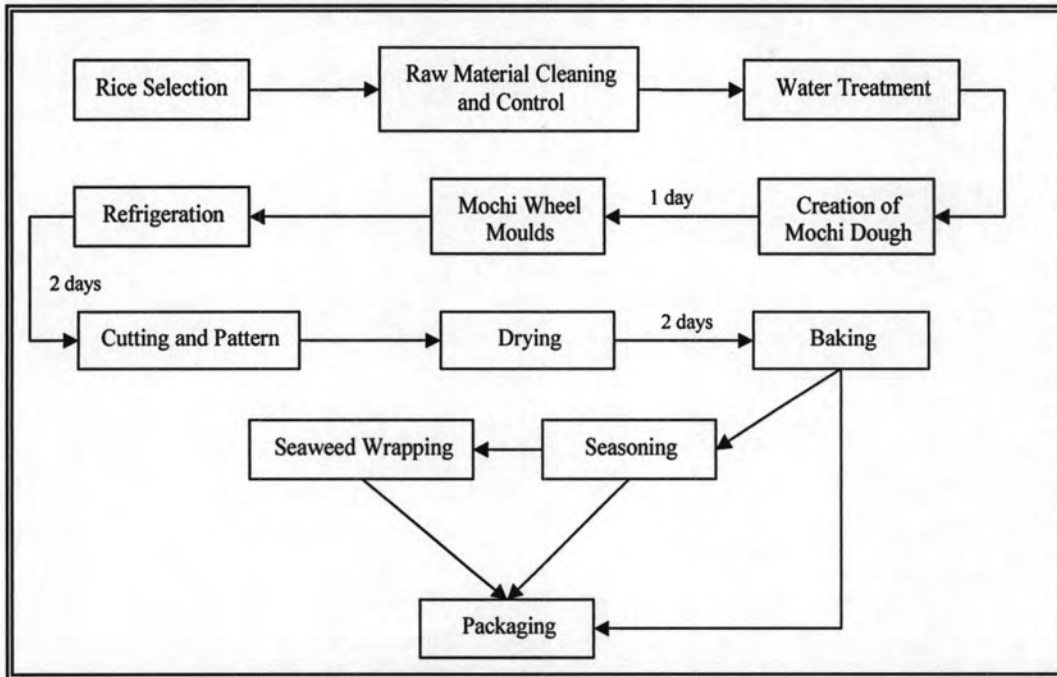 Rice Selection
Raw Material Cleaning
and Control
Water Treatment
Refrigeration
Mochi Wheel
Moulds
1 day
Creation of
Mochi Dough
2 days
Cutting and Pattern
Drying
2 days
Baking
Seaweed Wrapping
Seasoning
Packaging